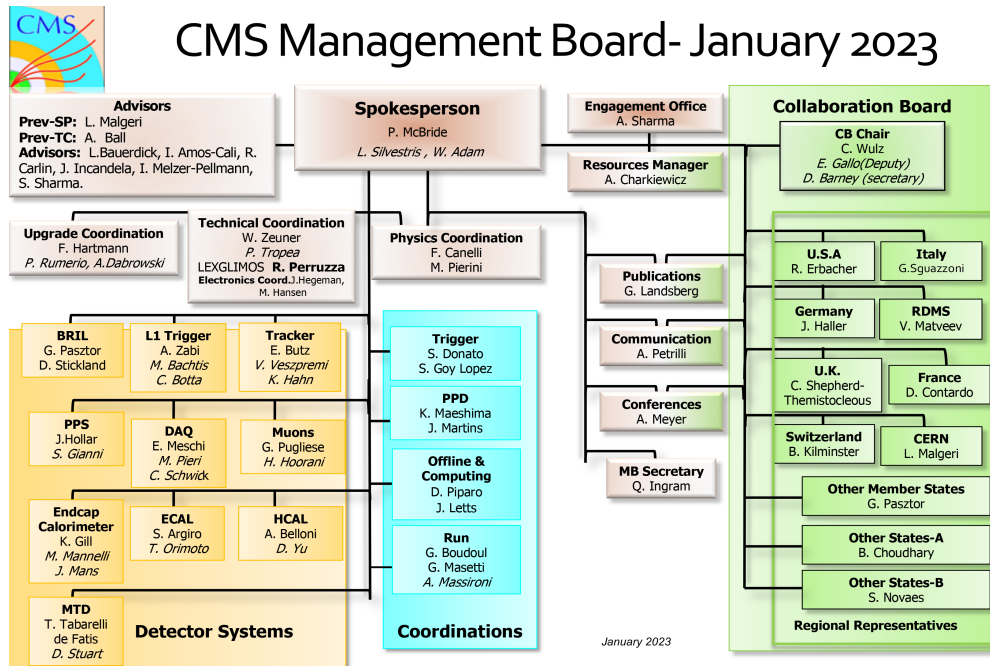 CMS
CMS Management Board- January 2023
Advisors
Prev-SP: L. Malgeri
Prev-TC: A. Ball
Advisors: L.Bauerdick, I. Amos-Cali, R.
Carlin, J. Incandela, I. Melzer-Pellmann,
S. Sharma.
Spokesperson
P. McBride
L. Silvestris , W. Adam
Engagement Office
A. Sharma
Resources Manager
A. Charkiewicz
Collaboration Board
CB Chair
C. Wulz
E. Gallo(Deputy)
D. Barney (secretary)
Upgrade Coordination
F. Hartmann
P. Rumerio, A.Dabrowski
Technical Coordination
W. Zeuner
P. Tropea
LEXGLIMOS R. Perruzza
Electronics Coord.J.Hegeman,
M. Hansen
Physics Coordination
F. Canelli
M. Pierini
Publications
G. Landsberg
Communication
A. Petrilli
Conferences
A. Meyer
MB Secretary
Q. Ingram
U.S.A
R. Erbacher
Italy
G.Sguazzoni
Germany
J. Haller
RDMS
V. Matveev
U.K.
C. Shepherd-
Themistocleous
France
D. Contardo
Switzerland
B. Kilminster
CERN
L. Malgeri
Other Member States
G. Pasztor
Other States-A
B. Choudhary
Other States-B
S. Novaes
Regional Representatives
BRIL
G. Pasztor
D. Stickland
L1 Trigger
A. Zabi
M. Bachtis
C. Botta
Tracker
E. Butz
V. Veszpremi
K. Hahn
PPS
J.Hollar
S. Gianni
DAQ
E. Meschi
M. Pieri
C. Schwick
Muons
G. Pugliese
H. Hoorani
Endcap
Calorimeter
K. Gill
M. Mannelli
J. Mans
ECAL
S. Argiro
T. Orimoto
HCAL
A. Belloni
D. Yu
MTD
T. Tabarelli
de Fatis
D. Stuart
Detector Systems
Trigger
S. Donato
S. Goy Lopez
PPD
K. Maeshima
J. Martins
Offline &
Computing
D. Piparo
J. Letts
Run
G. Boudoul
G. Masetti
A. Massironi
Coordinations
January 2023